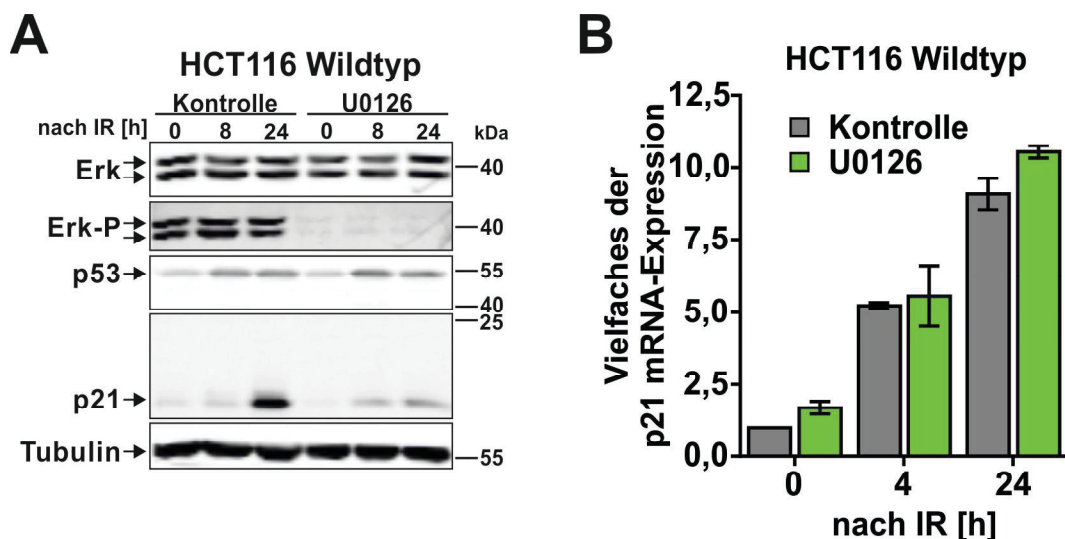 A
HCT116 Wildtyp
Kontrolle U0126
nach IR [h] 0 8 24 0 8 24 kDa
Erk 40
Erk-P 40
p53 55
40
25
p21
Tubulin 55
B
HCT116 Wildtyp
Vielfaches der
p21 mRNA-Expression
12,5
10,0
7,5
5,0
2,5
0,0
Kontrolle
U0126
0 4 24
nach IR [h]